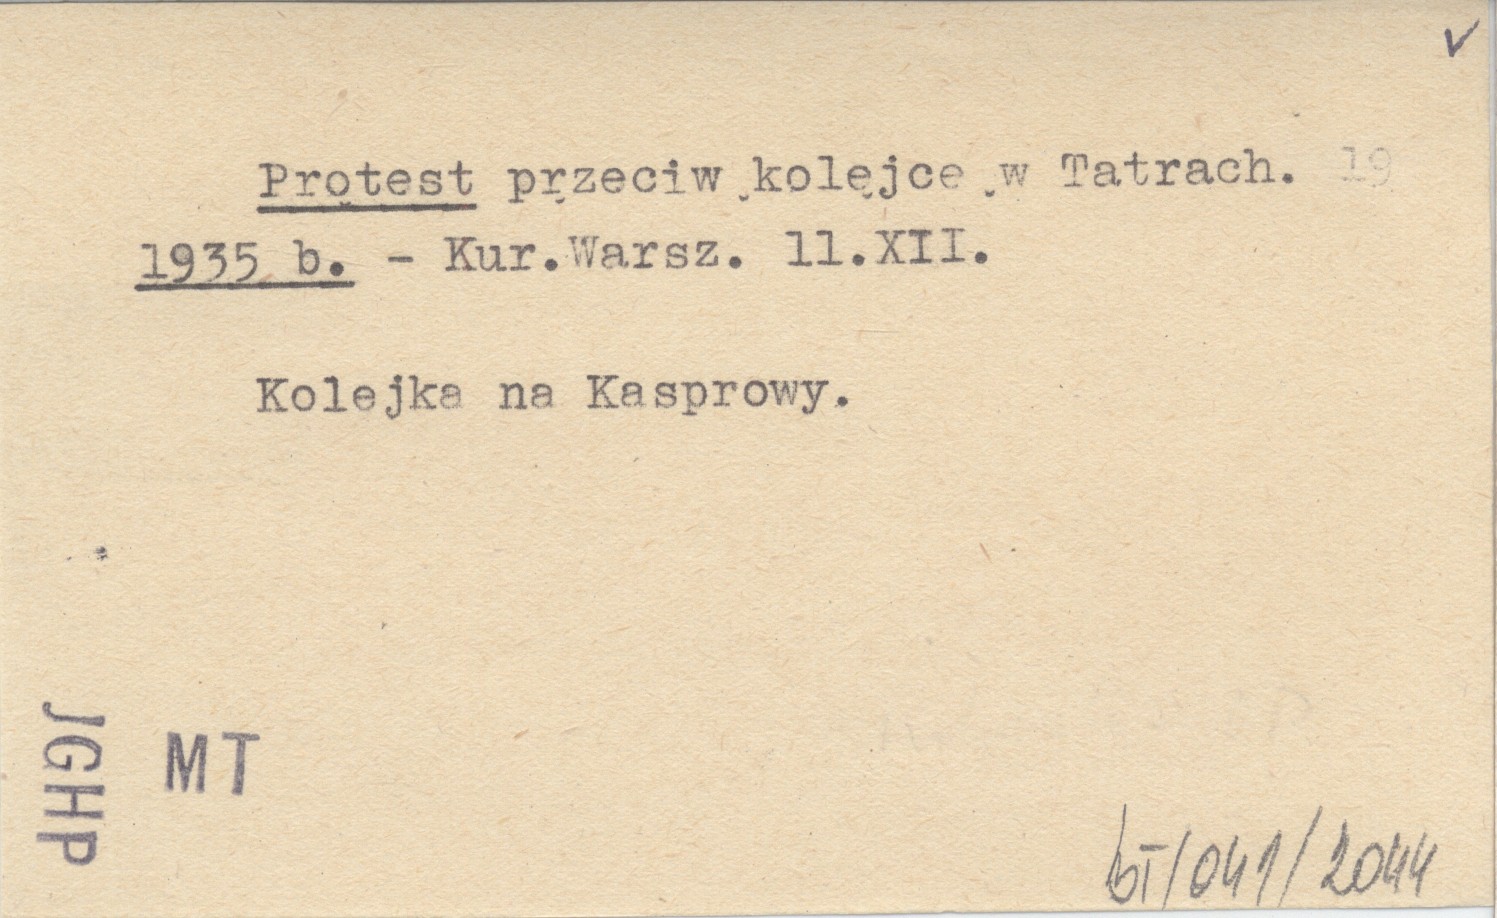 Protest przeciw kolejce w Tatrach. 19
1935 b. - Kur.Warsz. 11.XII.
Kolejka na Kasprowy.
JGHP
MT
bT/041/2044